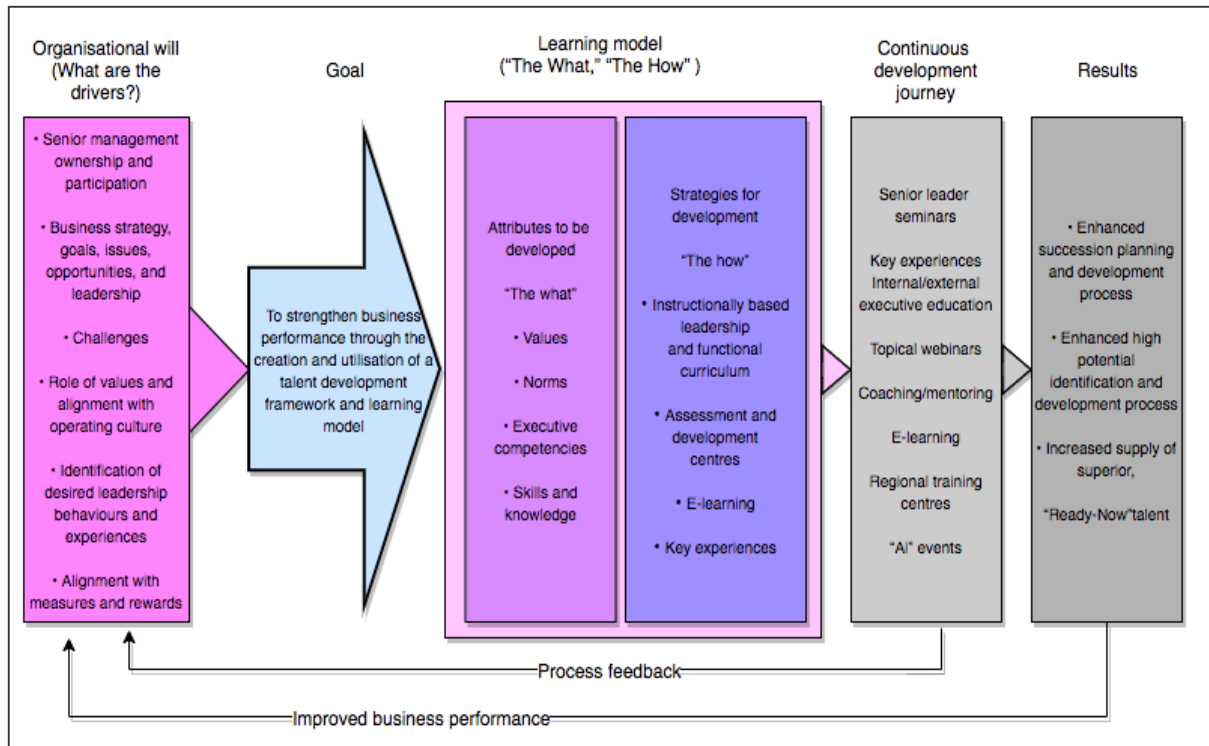 Organisational will
(What are the
drivers?)
• Senior management
ownership and
participation
• Business strategy,
goals, issues,
opportunities, and
leadership
• Challenges
• Role of values and
alignment with
operating culture
• Identification of
desired leadership
behaviours and
experiences
• Alignment with
measures and rewards
Goal
To strengthen business
performance through the
creation and utilisation of a
talent development
framework and learning
model
Learning model
(“The What,” “The How” )
Attributes to be
developed
“The what”
• Values
• Norms
• Executive
competencies
• Skills and
knowledge
Strategies for
development
“The how”
• Instructionally based
leadership
and functional
curriculum
• Assessment and
development
centres
• E-learning
• Key experiences
Continuous
development
journey
Senior leader
seminars
Key experiences
Internal/external
executive education
Topical webinars
Coaching/mentoring
E-learning
Regional training
centres
“Ai” events
Results
• Enhanced
succession planning
and development
process
• Enhanced high
potential
identification and
development process
• Increased supply of
superior,
“Ready-Now”talent
Process feedback
Improved business performance